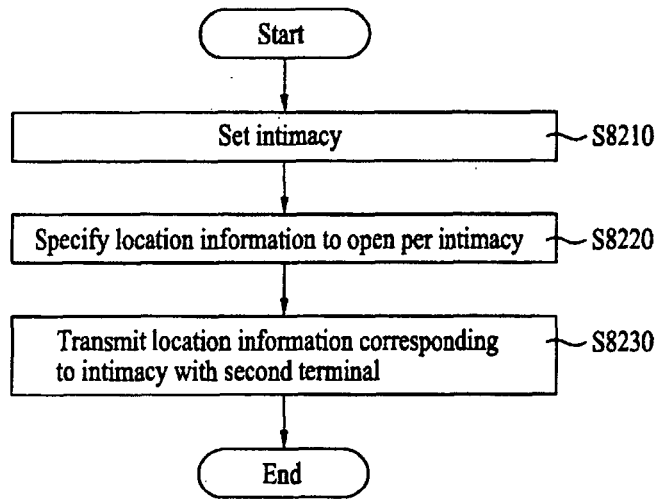 Start
Set intimacy
S8210
Specify location information to open per intimacy
S8220
Transmit location information corresponding
to intimacy with second terminal
S8230
End